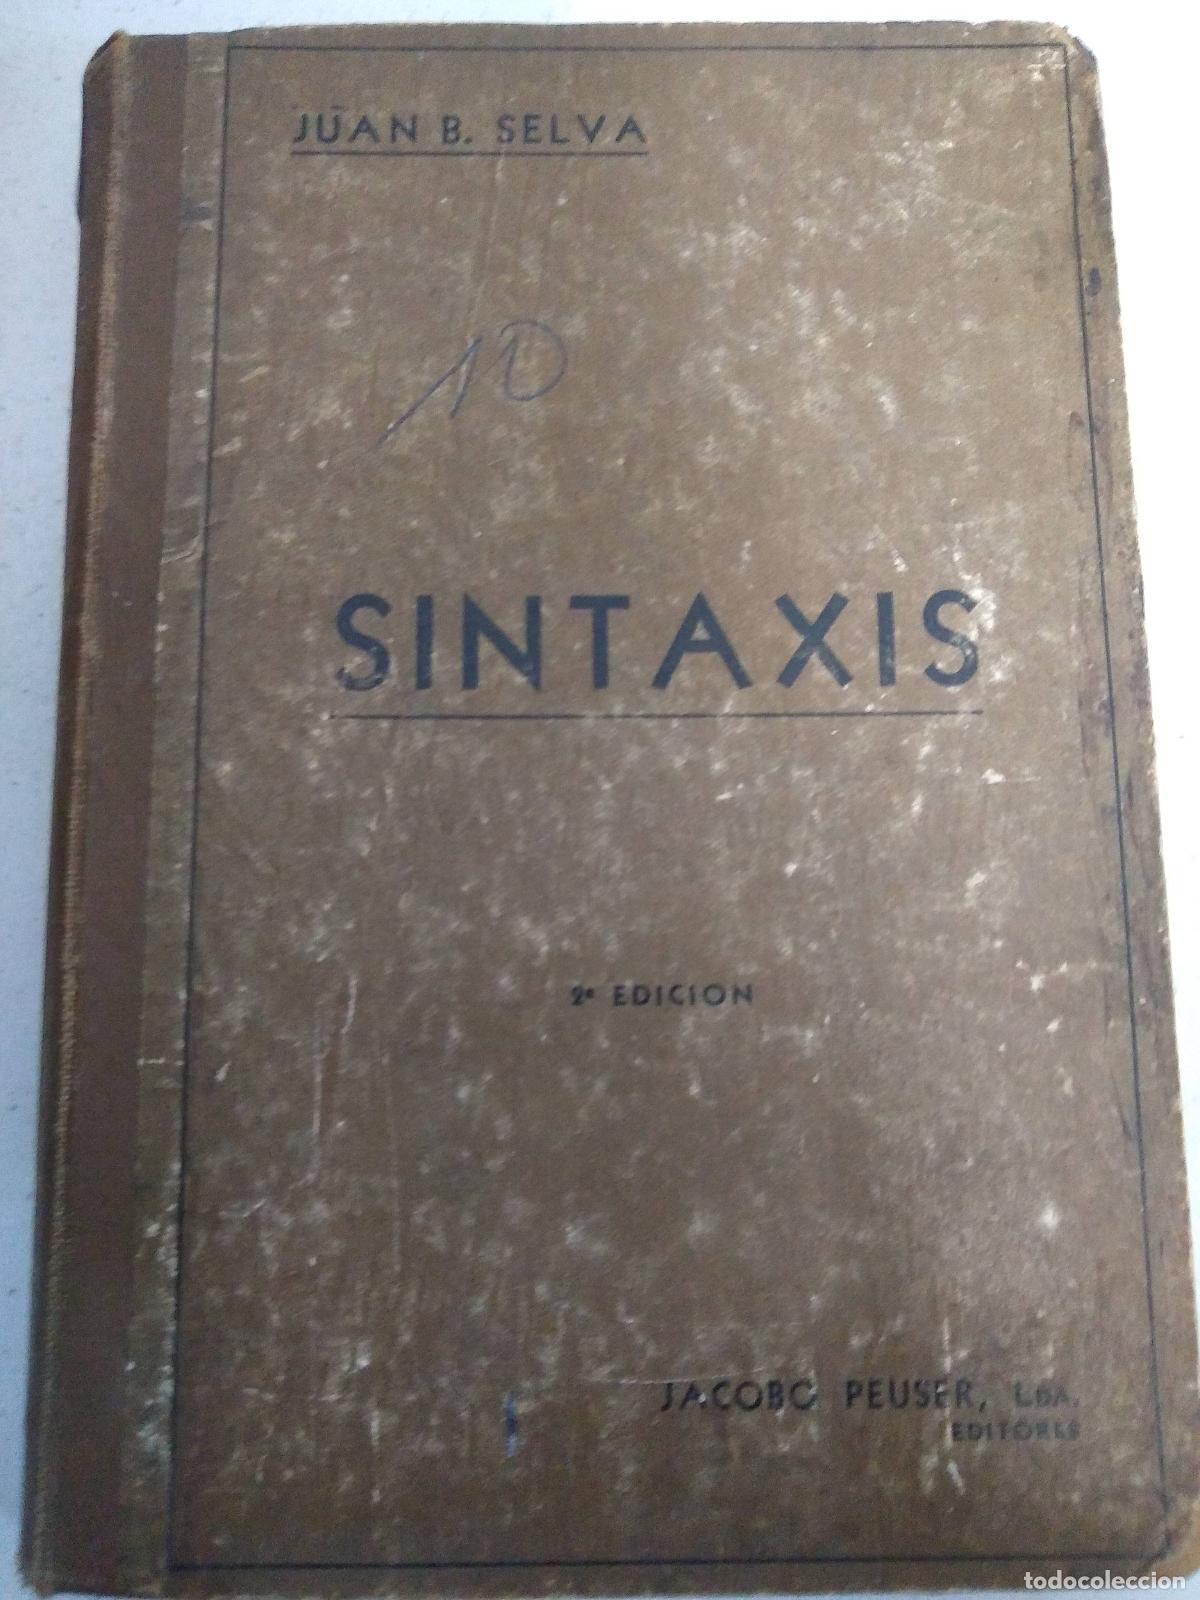 JUAN B. SELVA
10
SINTAXIS
2ª EDICION
JACOBO PEUSER, LDA.
EDITORES
todocoleccion